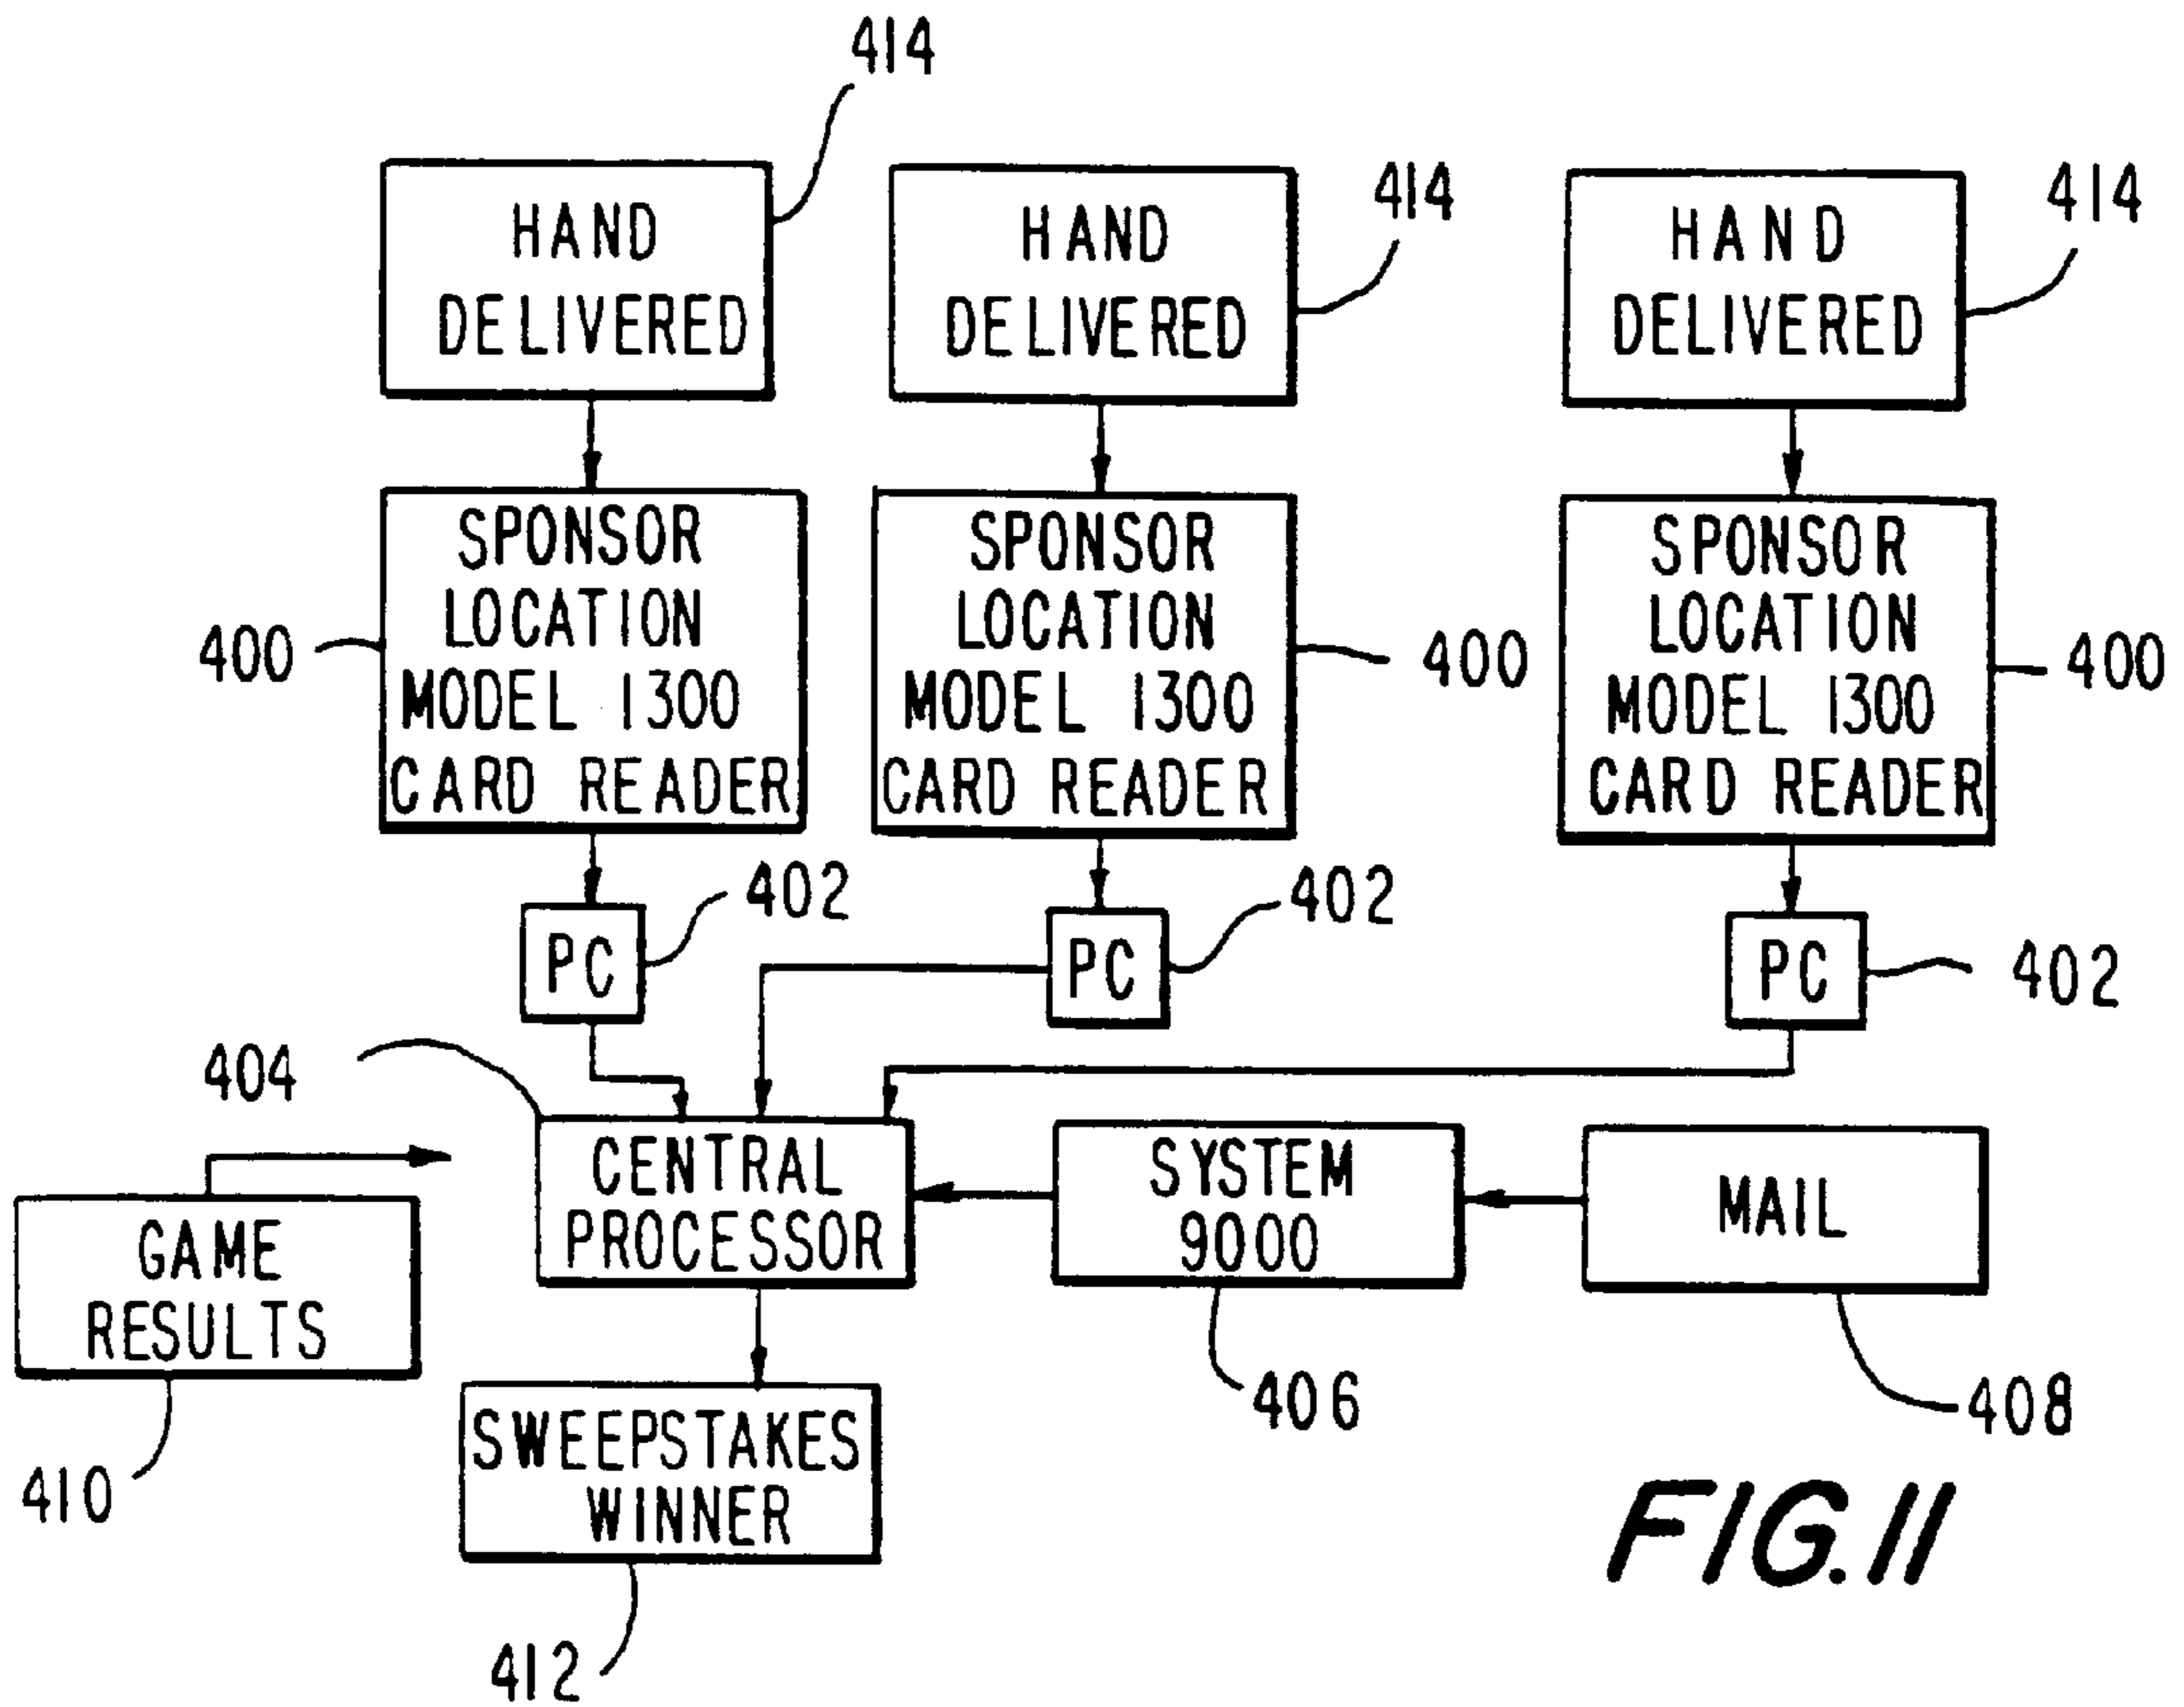 414
HAND
DELIVERED
HAND
DELIVERED
414
HAND
DELIVERED
414
SPONSOR
LOCATION
MODEL 1300
CARD READER
400
SPONSOR
LOCATION
MODEL 1300
CARD READER
400
SPONSOR
LOCATION
MODEL 1300
CARD READER
400
PC
402
PC
402
PC
402
404
CENTRAL
PROCESSOR
SYSTEM
9000
MAIL
GAME
RESULTS
406
408
SWEEPSTAKES
WINNER
410
412
FIG.11